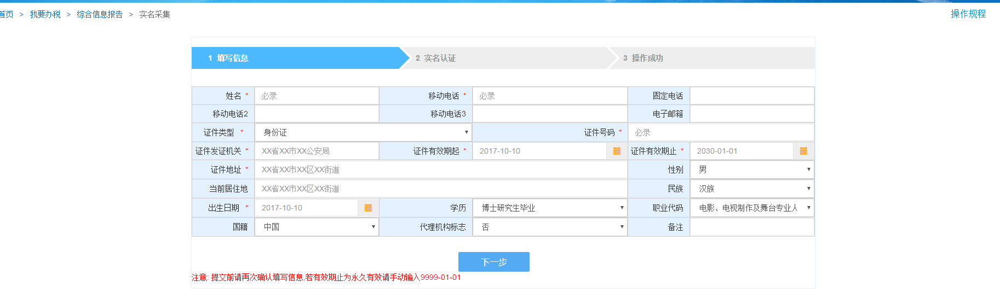 首页 > 我要办税 > 综合信息报告 > 实名采集 操作规程
1 填写信息 2 实名认证 3 操作成功
姓名 * 必录 移动电话 * 必录 固定电话
移动电话2 移动电话3 电子邮箱
证件类型 * 身份证 证件号码 * 必录
证件发证机关 * XX省XX市XX公安局 证件有效期起 * 2017-10-10 证件有效期止 * 2030-01-01
证件地址 * XX省XX市XX区XX街道 性别 男
当前居住地 XX省XX市XX区XX街道 民族 汉族
出生日期 * 2017-10-10 学历 博士研究生毕业 职业代码 电影、电视制作及舞台专业人
国籍 中国 代理机构标志 否 备注
下一步
注意: 提交前请再次确认填写信息,若有效期止为永久有效请手动输入9999-01-01